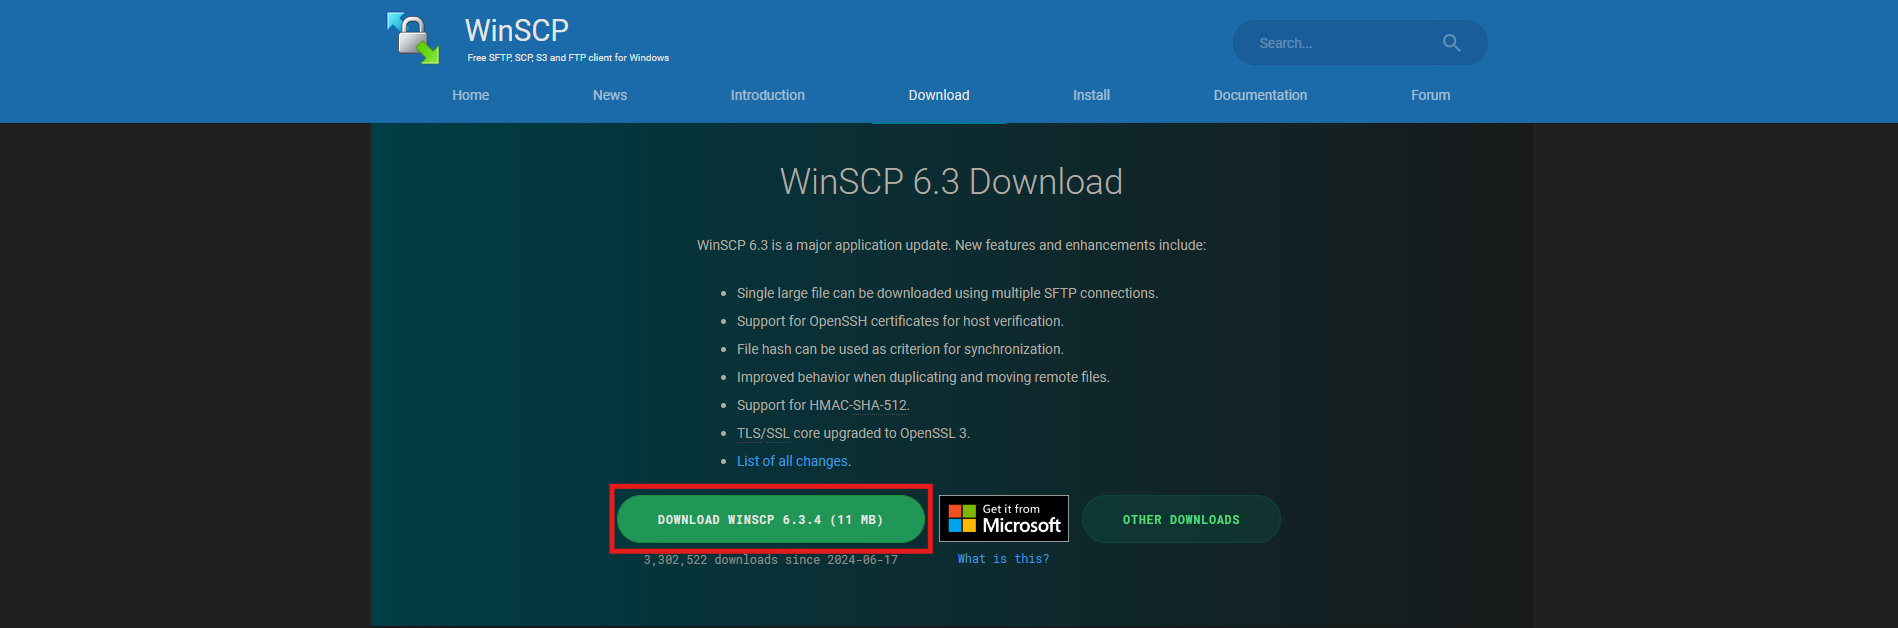 WinSCP
Free SFTP, SCP, S3 and FTP client for Windows
Search...
Home
News
Introduction
Download
Install
Documentation
Forum
WinSCP 6.3 Download
WinSCP 6.3 is a major application update. New features and enhancements include:
Single large file can be downloaded using multiple SFTP connections.
Support for OpenSSH certificates for host verification.
File hash can be used as criterion for synchronization.
Improved behavior when duplicating and moving remote files.
Support for HMAC-SHA-512.
TLS/SSL core upgraded to OpenSSL 3.
List of all changes.
DOWNLOAD WINSCP 6.3.4 (11 MB)
Get it from
Microsoft
OTHER DOWNLOADS
3,302,522 downloads since 2024-06-17
What is this?